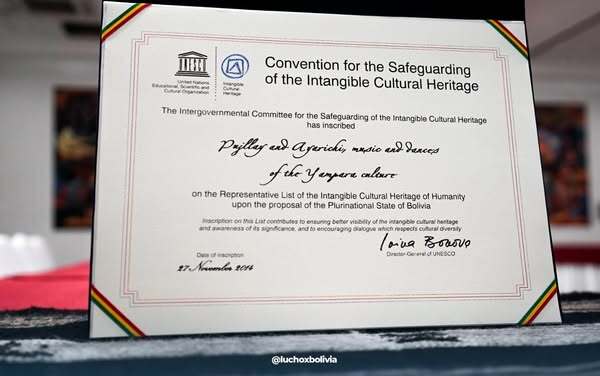 UNESCO
United Nations
Educational, Scientific and
Cultural Organization
Intangible
Cultural
Heritage
Convention for the Safeguarding
of the Intangible Cultural Heritage
The Intergovernmental Committee for the Safeguarding of the Intangible Cultural Heritage
has inscribed
Pujllay and Ayarichi, music and dances
of the Yampara culture
on the Representative List of the Intangible Cultural Heritage of Humanity
upon the proposal of the Plurinational State of Bolivia
Inscription on this List contributes to ensuring better visibility of the intangible cultural heritage
and awareness of its significance, and to encouraging dialogue which respects cultural diversity
Date of inscription
27 November 2014
Irina Bokova
Director-General of UNESCO
@luchoxbolivia